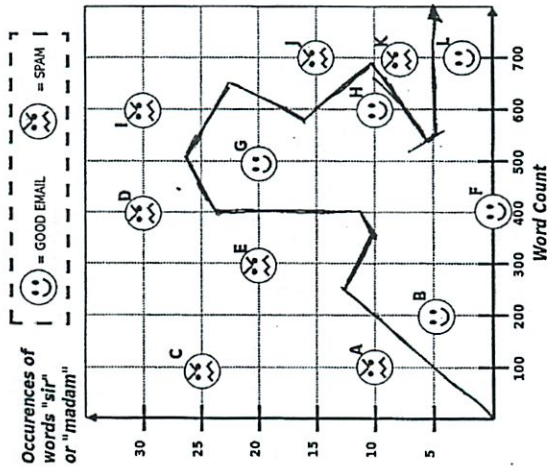 = GOOD EMAIL
= SPAM
Occurences of
words "sir"
or "madam"
30
25
20
15
10
5
C
D
I
E
G
J
A
H
K
B
F
L
100
200
300
400
500
600
700
Word Count